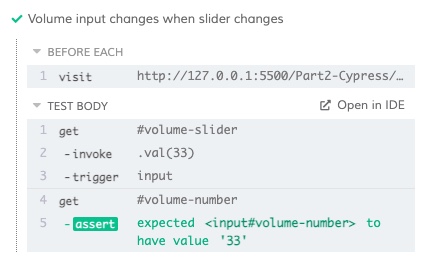 Volume input changes when slider changes
BEFORE EACH
1 visit http://127.0.0.1:5500/Part2-Cypress/…
TEST BODY Open in IDE
1 get #volume-slider
2 -invoke .val(33)
3 -trigger input
4 get #volume-number
5 -assert expected <input#volume-number> to
have value '33'